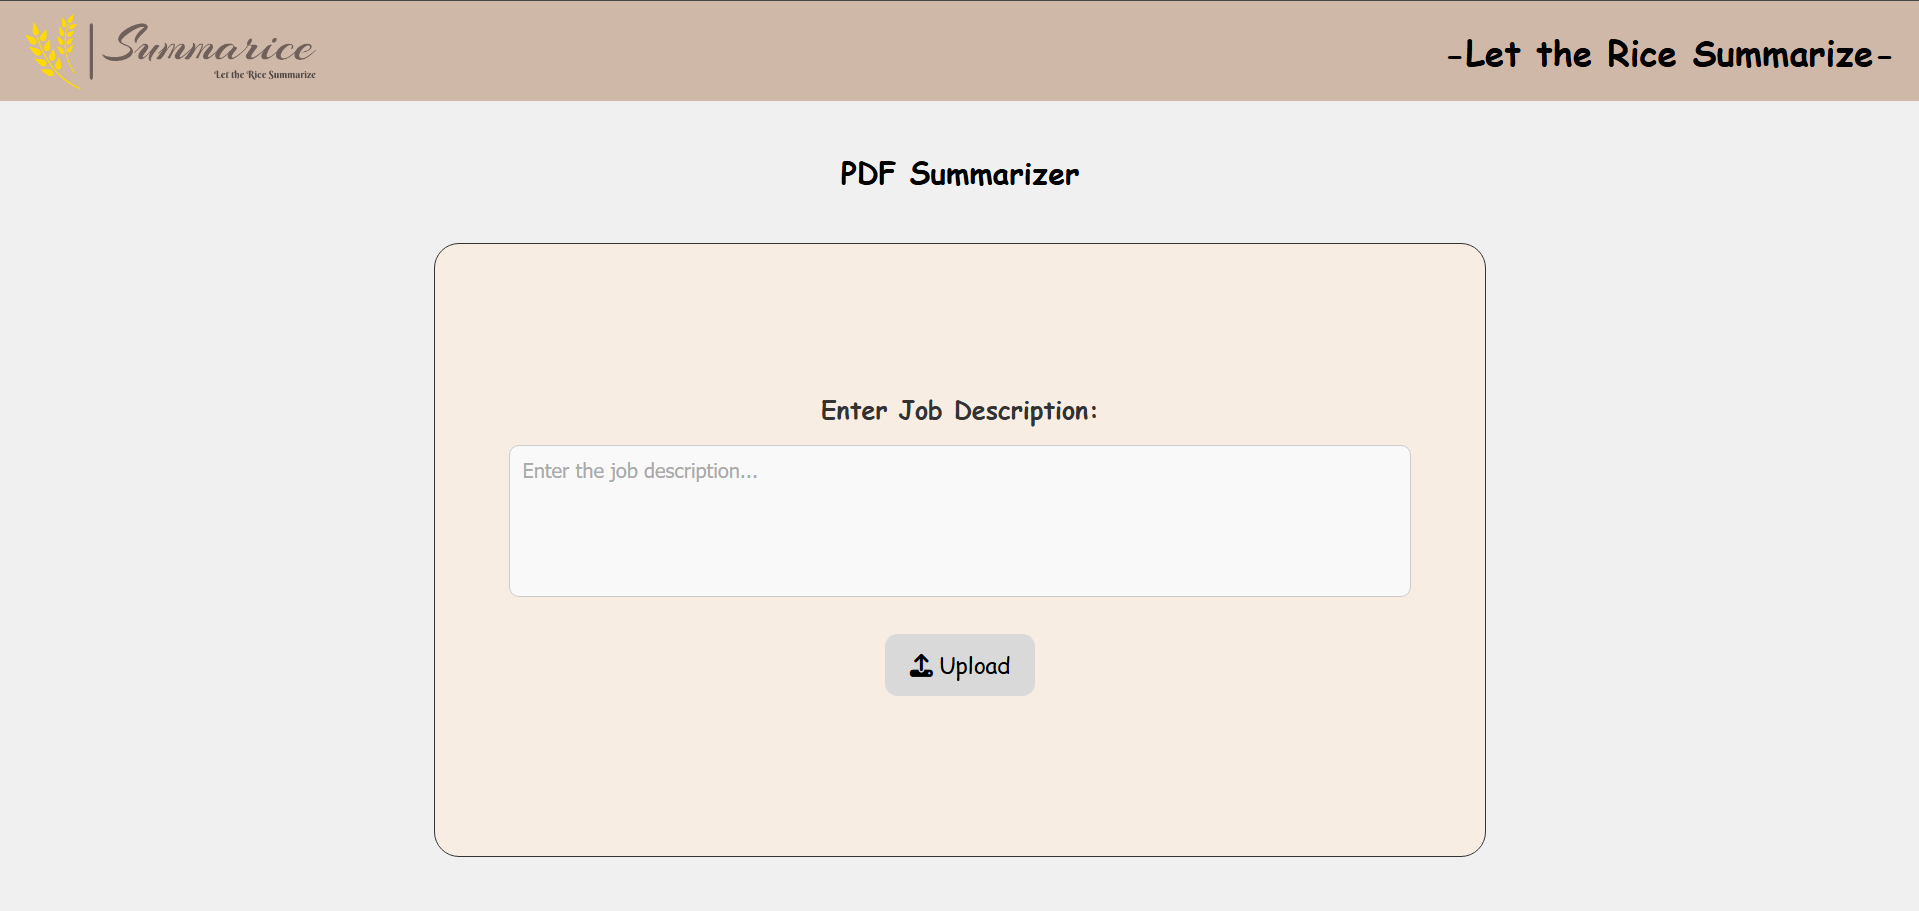 Summarice
Let the Rice Summarize
-Let the Rice Summarize-
PDF Summarizer
Enter Job Description:
Enter the job description...
Upload